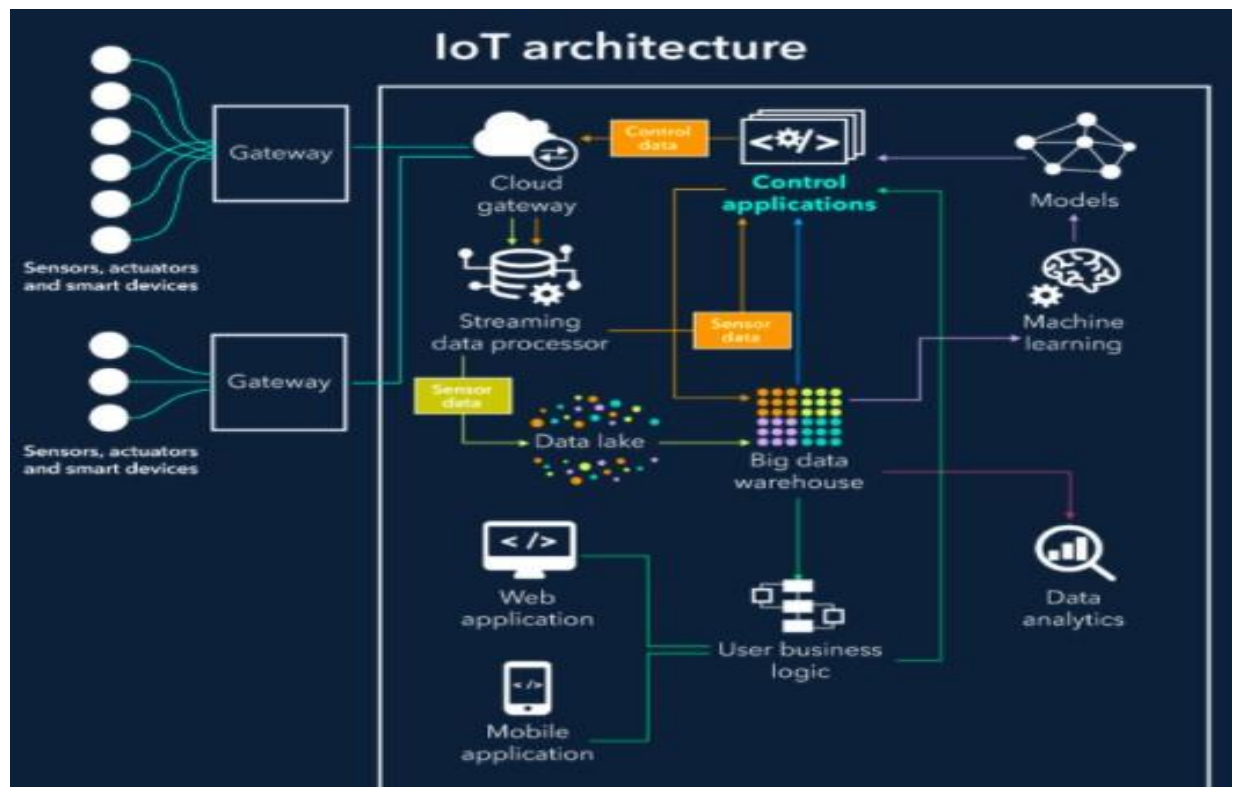 IoT architecture
Gateway
Sensors, actuators
and smart devices
Gateway
Sensors, actuators
and smart devices
Cloud
gateway
Control
data
< />
Control
applications
Models
Streaming
data processor
Sensor
data
Machine
learning
Sensor
data
Data lake
Big data
warehouse
< />
Web
application
User business
logic
Data
analytics
< />
Mobile
application